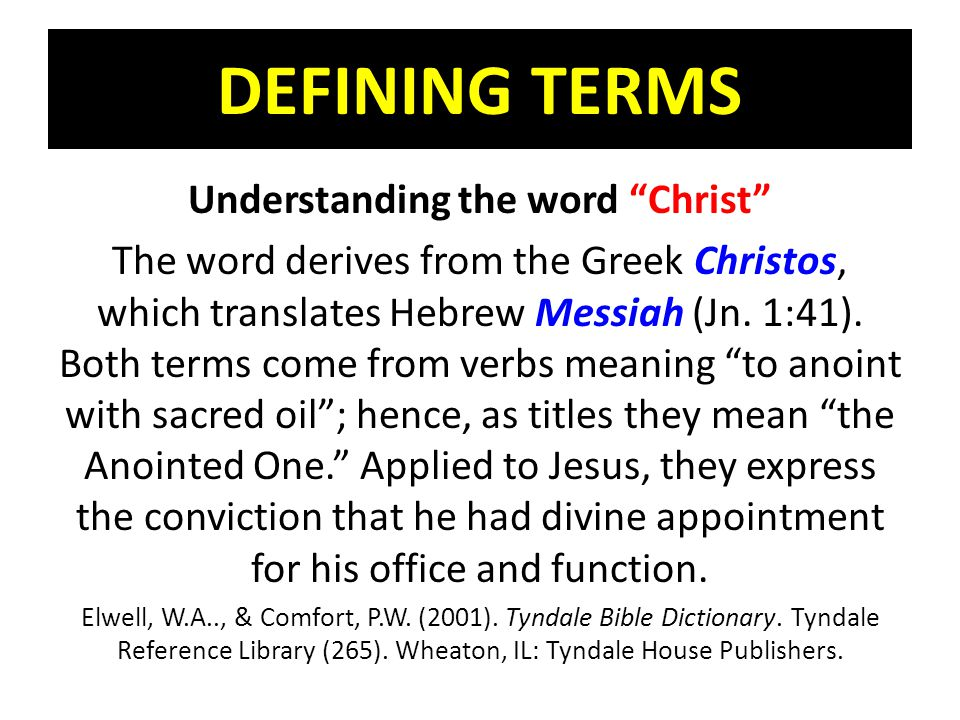 DEFINING TERMS
Understanding the word “Christ”
The word derives from the Greek Christos,
which translates Hebrew Messiah (Jn. 1:41).
Both terms come from verbs meaning “to anoint
with sacred oil”; hence, as titles they mean “the
Anointed One.” Applied to Jesus, they express
the conviction that he had divine appointment
for his office and function.
Elwell, W.A.., & Comfort, P.W. (2001). Tyndale Bible Dictionary. Tyndale
Reference Library (265). Wheaton, IL: Tyndale House Publishers.